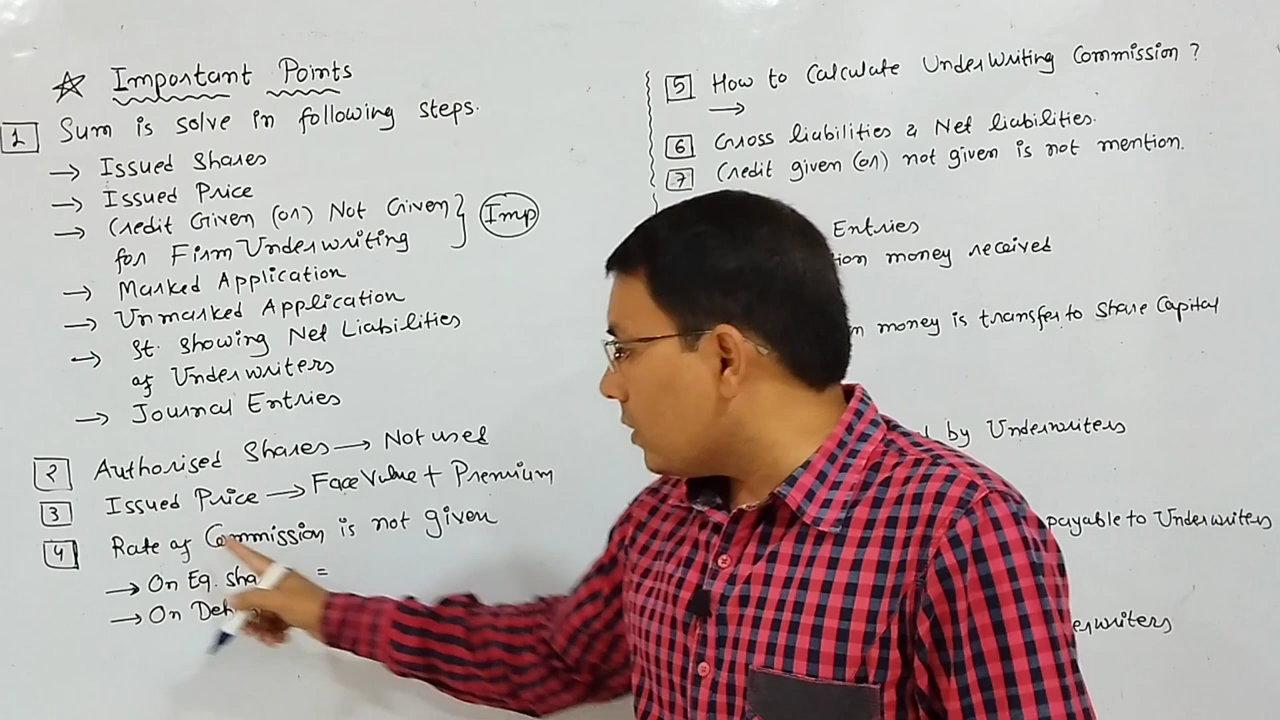 ☆ Important Points
1 Sum is solve in following steps.
→ Issued Shares
→ Issued Price
→ Credit Given (or) Not Given
for Firm Underwriting } Imp
→ Marked Application
→ Unmarked Application
→ St. showing Net Liabilities
of Underwriters
→ Journal Entries
2 Authorised Shares → Not used
3 Issued Price → Face Value + Premium
4 Rate of Commission is not given
→ On Eq. sha =
→ On Deb
5 How to Calculate Underwriting Commission ?
→
6 Gross liabilities & Net liabilities.
7 Credit given (or) not given is not mention.
Entries
money received
money is transfer to Share Capital
by Underwriters
payable to Underwriters